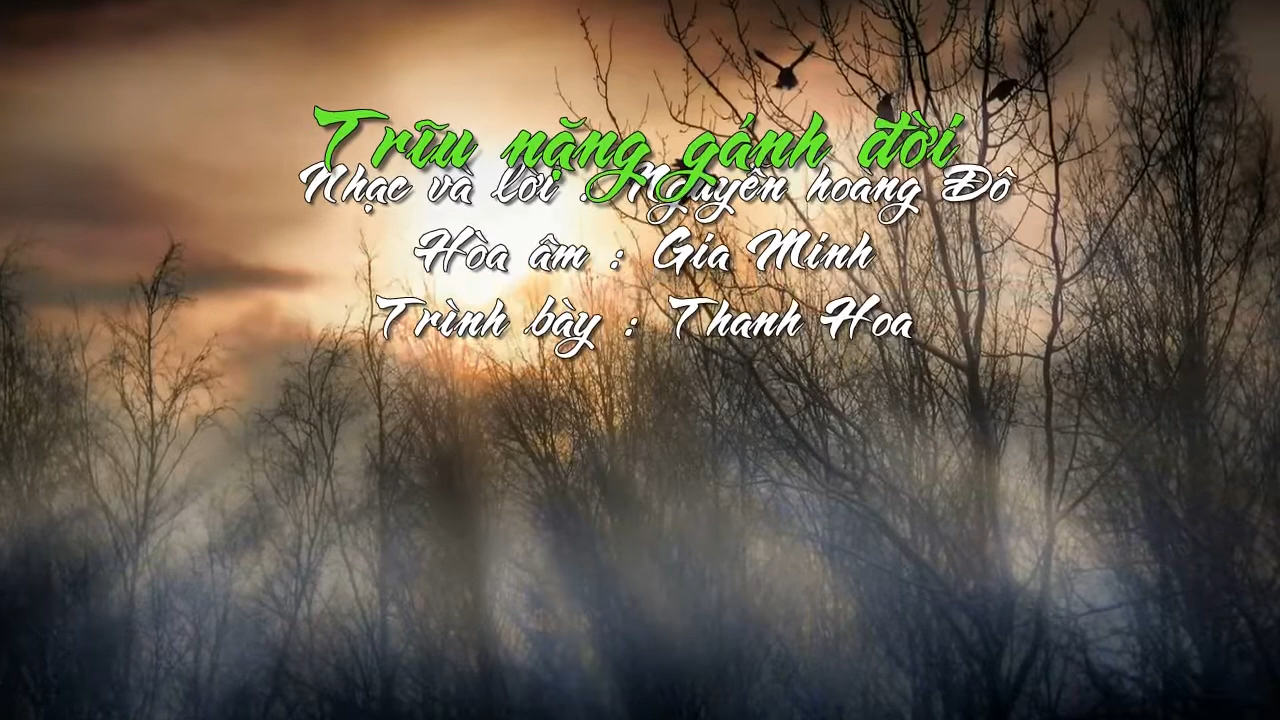 Trĩu nặng gánh đời
Nhạc và lời : Nguyễn hoàng Đô
Hòa âm : Gia Minh
Trình bày : Thanh Hoa